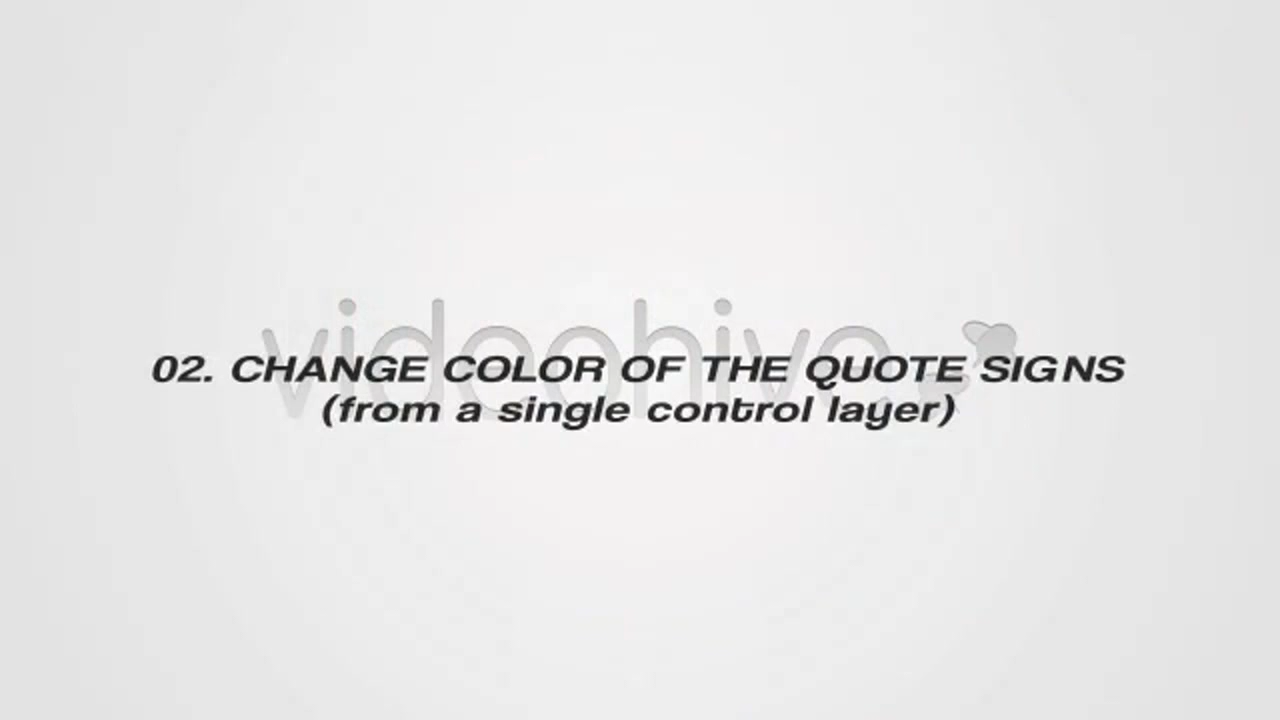 videohive
02. CHANGE COLOR OF THE QUOTE SIGNS
(from a single control layer)